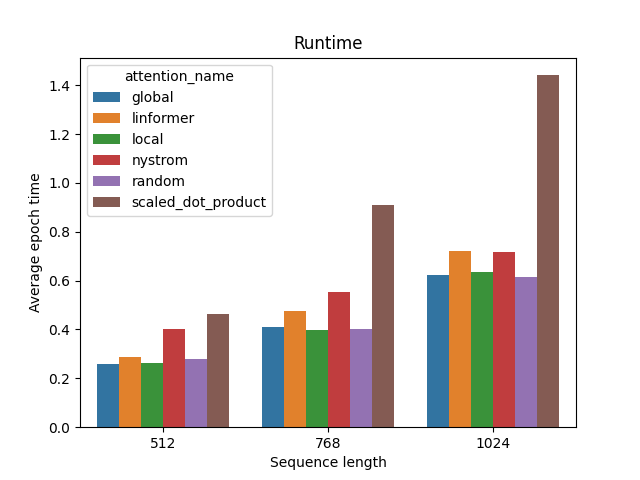 Runtime
attention_name
global
linformer
local
nystrom
random
scaled_dot_product
Average epoch time
1.4
1.2
1.0
0.8
0.6
0.4
0.2
0.0
512
768
1024
Sequence length